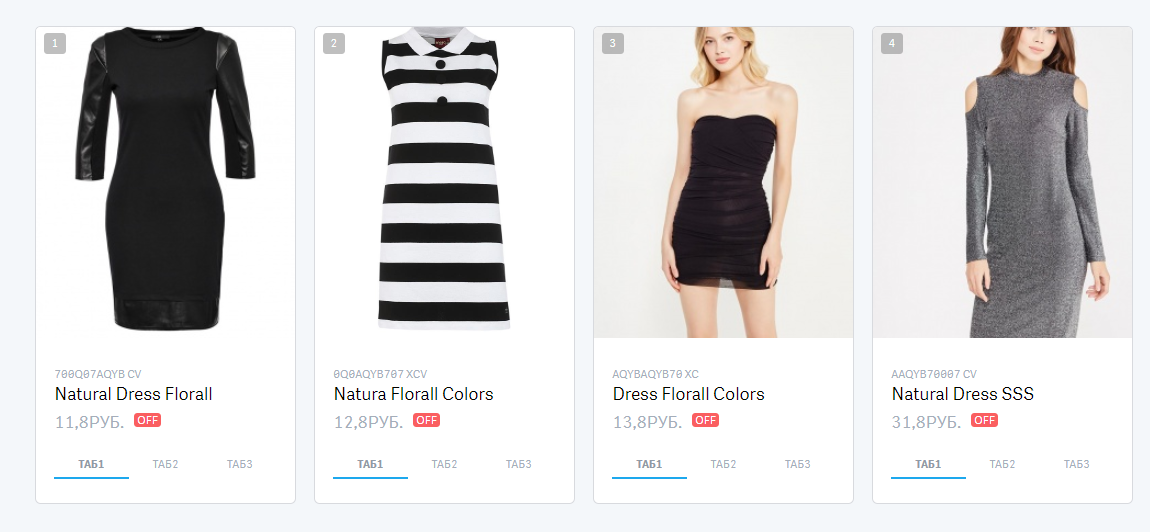 1
700Q07AQYB CV
Natural Dress Florall
11,8РУБ. OFF
ТАБ1 ТАБ2 ТАБ3
2
0Q0AQYB707 XCV
Natura Florall Colors
12,8РУБ. OFF
ТАБ1 ТАБ2 ТАБ3
3
AQYBAQYB70 XC
Dress Florall Colors
13,8РУБ. OFF
ТАБ1 ТАБ2 ТАБ3
4
AAQYB70007 CV
Natural Dress SSS
31,8РУБ. OFF
ТАБ1 ТАБ2 ТАБ3